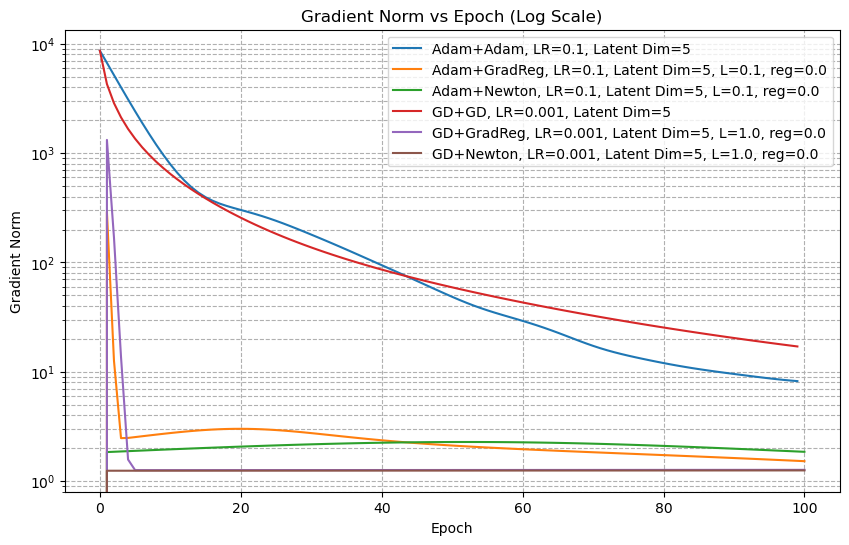 Gradient Norm vs Epoch (Log Scale)
Adam+Adam, LR=0.1, Latent Dim=5
Adam+GradReg, LR=0.1, Latent Dim=5, L=0.1, reg=0.0
Adam+Newton, LR=0.1, Latent Dim=5, L=0.1, reg=0.0
GD+GD, LR=0.001, Latent Dim=5
GD+GradReg, LR=0.001, Latent Dim=5, L=1.0, reg=0.0
GD+Newton, LR=0.001, Latent Dim=5, L=1.0, reg=0.0
Gradient Norm
10⁴
10³
10²
10¹
10⁰
0 20 40 60 80 100
Epoch